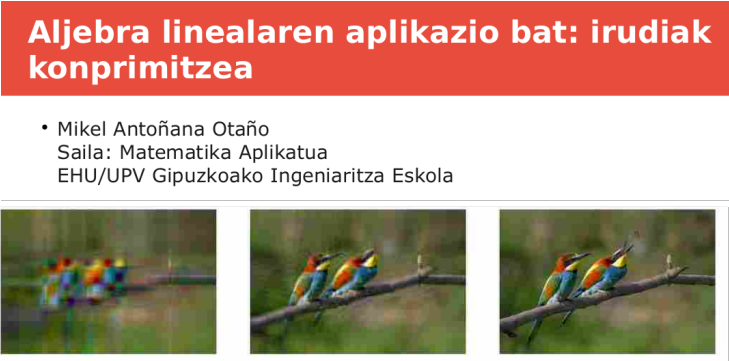 Aljebra linealaren aplikazio bat: irudiak
konprimitzea
• Mikel Antoñana Otaño
Saila: Matematika Aplikatua
EHU/UPV Gipuzkoako Ingeniaritza Eskola